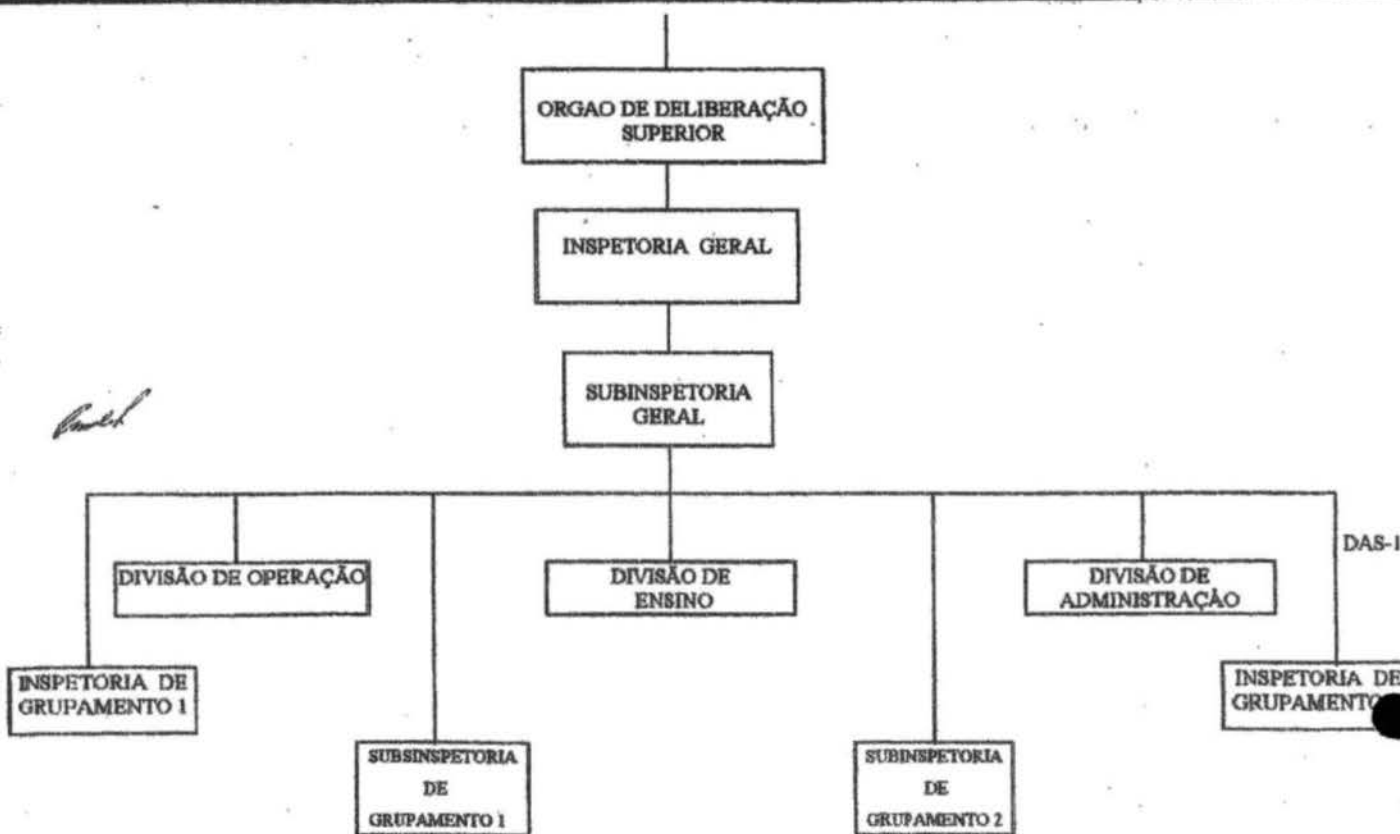 ORGAO DE DELIBERAÇÃO
SUPERIOR
INSPETORIA GERAL
SUBINSPETORIA
GERAL
DAS-1
DIVISÃO DE OPERAÇÃO
DIVISÃO DE
ENSINO
DIVISÃO DE
ADMINISTRAÇÃO
INSPETORIA DE
GRUPAMENTO 1
INSPETORIA DE
GRUPAMENTO
SUBSINSPETORIA
DE
GRUPAMENTO 1
SUBINSPETORIA
DE
GRUPAMENTO 2